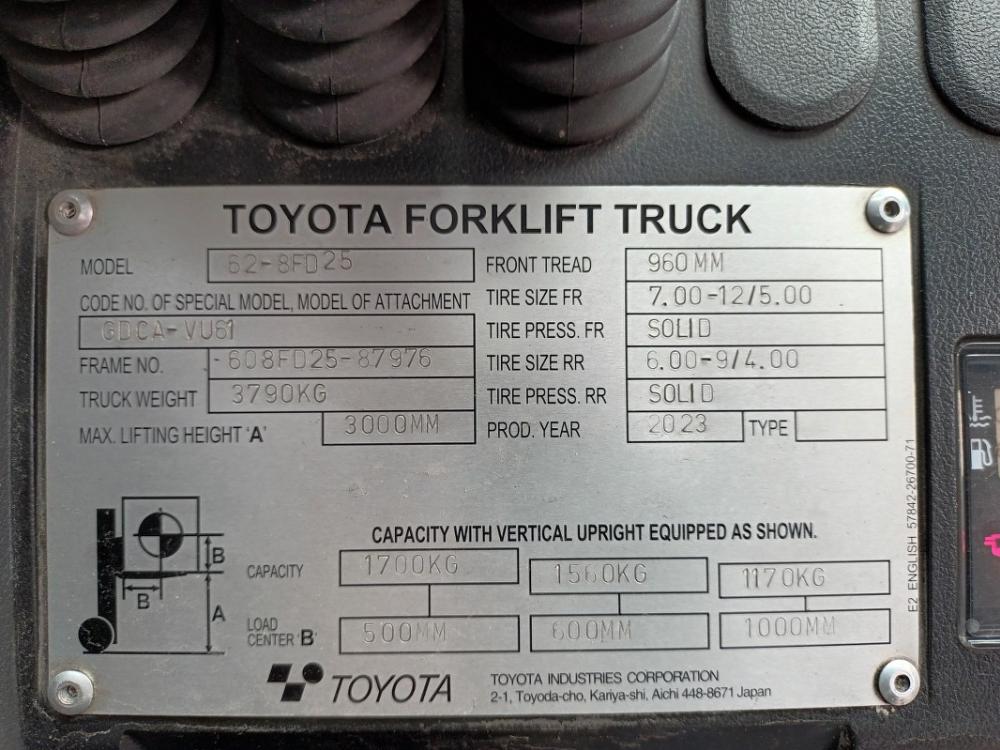 TOYOTA FORKLIFT TRUCK
MODEL 62-8FD25
CODE NO. OF SPECIAL MODEL, MODEL OF ATTACHMENT
GDCA-VU61
FRAME NO. -608FD25-87976
TRUCK WEIGHT 3790KG
MAX. LIFTING HEIGHT 'A' 3000MM
FRONT TREAD 960MM
TIRE SIZE FR 7.00-12/5.00
TIRE PRESS. FR SOLID
TIRE SIZE RR 6.00-9/4.00
TIRE PRESS. RR SOLID
PROD. YEAR 2023 TYPE
B
B
A
CAPACITY WITH VERTICAL UPRIGHT EQUIPPED AS SHOWN.
CAPACITY 1700KG 1560KG 1170KG
LOAD
CENTER 'B' 500MM 600MM 1000MM
TOYOTA
TOYOTA INDUSTRIES CORPORATION
2-1, Toyoda-cho, Kariya-shi, Aichi 448-8671 Japan
E2 ENGLISH 57842-26700-71